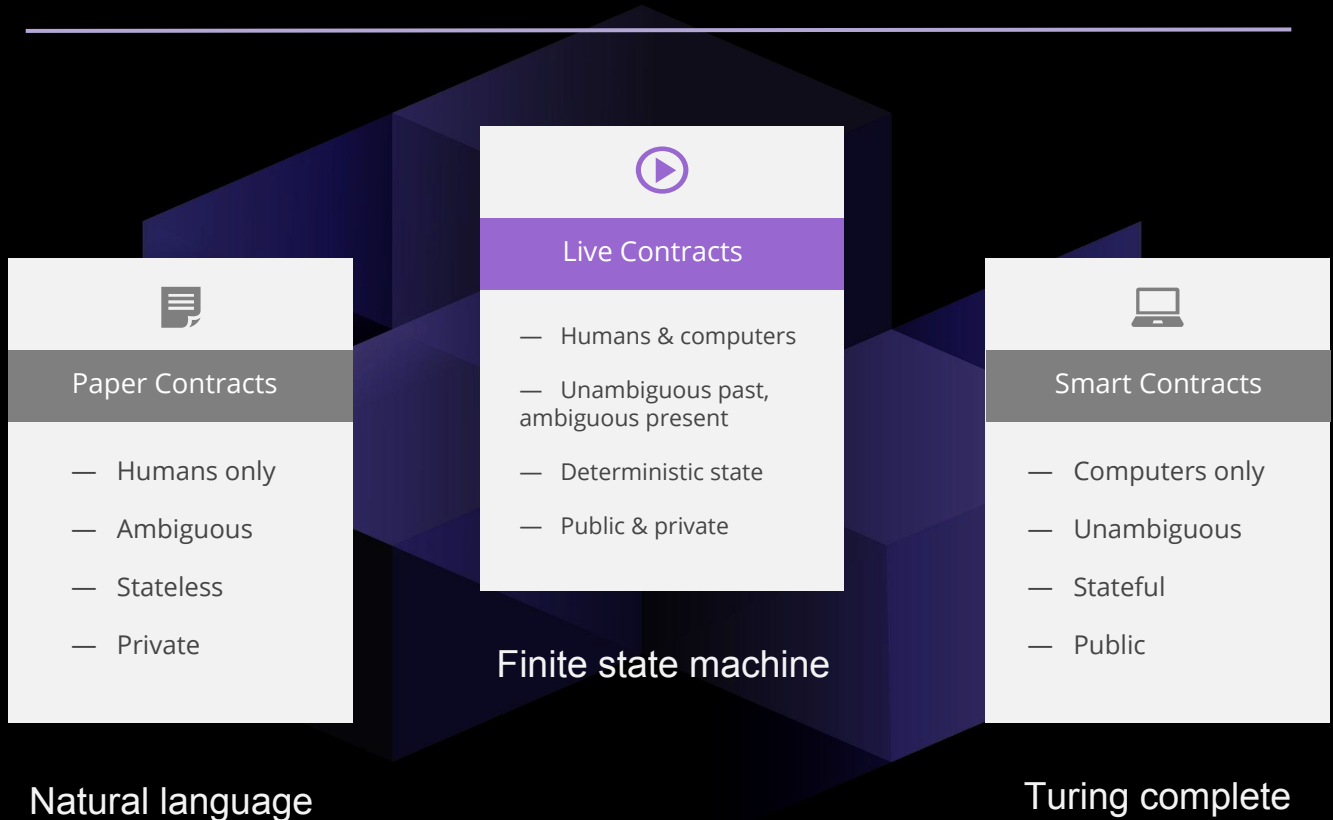 Paper Contracts
— Humans only
— Ambiguous
— Stateless
— Private
Natural language
Live Contracts
— Humans & computers
— Unambiguous past,
ambiguous present
— Deterministic state
— Public & private
Finite state machine
Smart Contracts
— Computers only
— Unambiguous
— Stateful
— Public
Turing complete